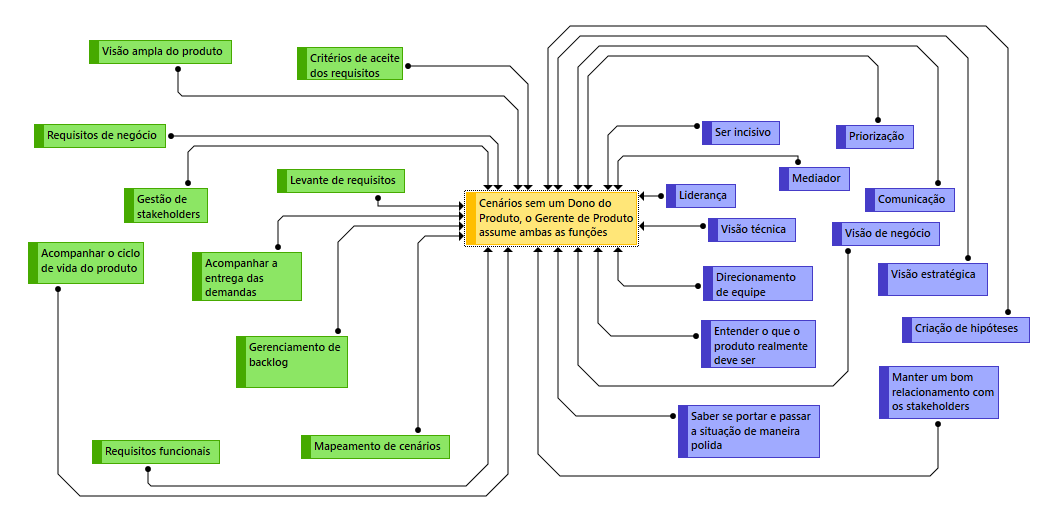 Visão ampla do produto
Critérios de aceite
dos requisitos
Requisitos de negócio
Gestão de
stakeholders
Levante de requisitos
Acompanhar o ciclo
de vida do produto
Acompanhar a
entrega das
demandas
Gerenciamento de
backlog
Requisitos funcionais
Mapeamento de cenários
Cenários sem um Dono do
Produto, o Gerente de Produto
assume ambas as funções
Ser incisivo
Priorização
Mediador
Liderança
Comunicação
Visão técnica
Visão de negócio
Direcionamento
de equipe
Visão estratégica
Entender o que o
produto realmente
deve ser
Criação de hipóteses
Manter um bom
relacionamento com
os stakeholders
Saber se portar e passar
a situação de maneira
polida